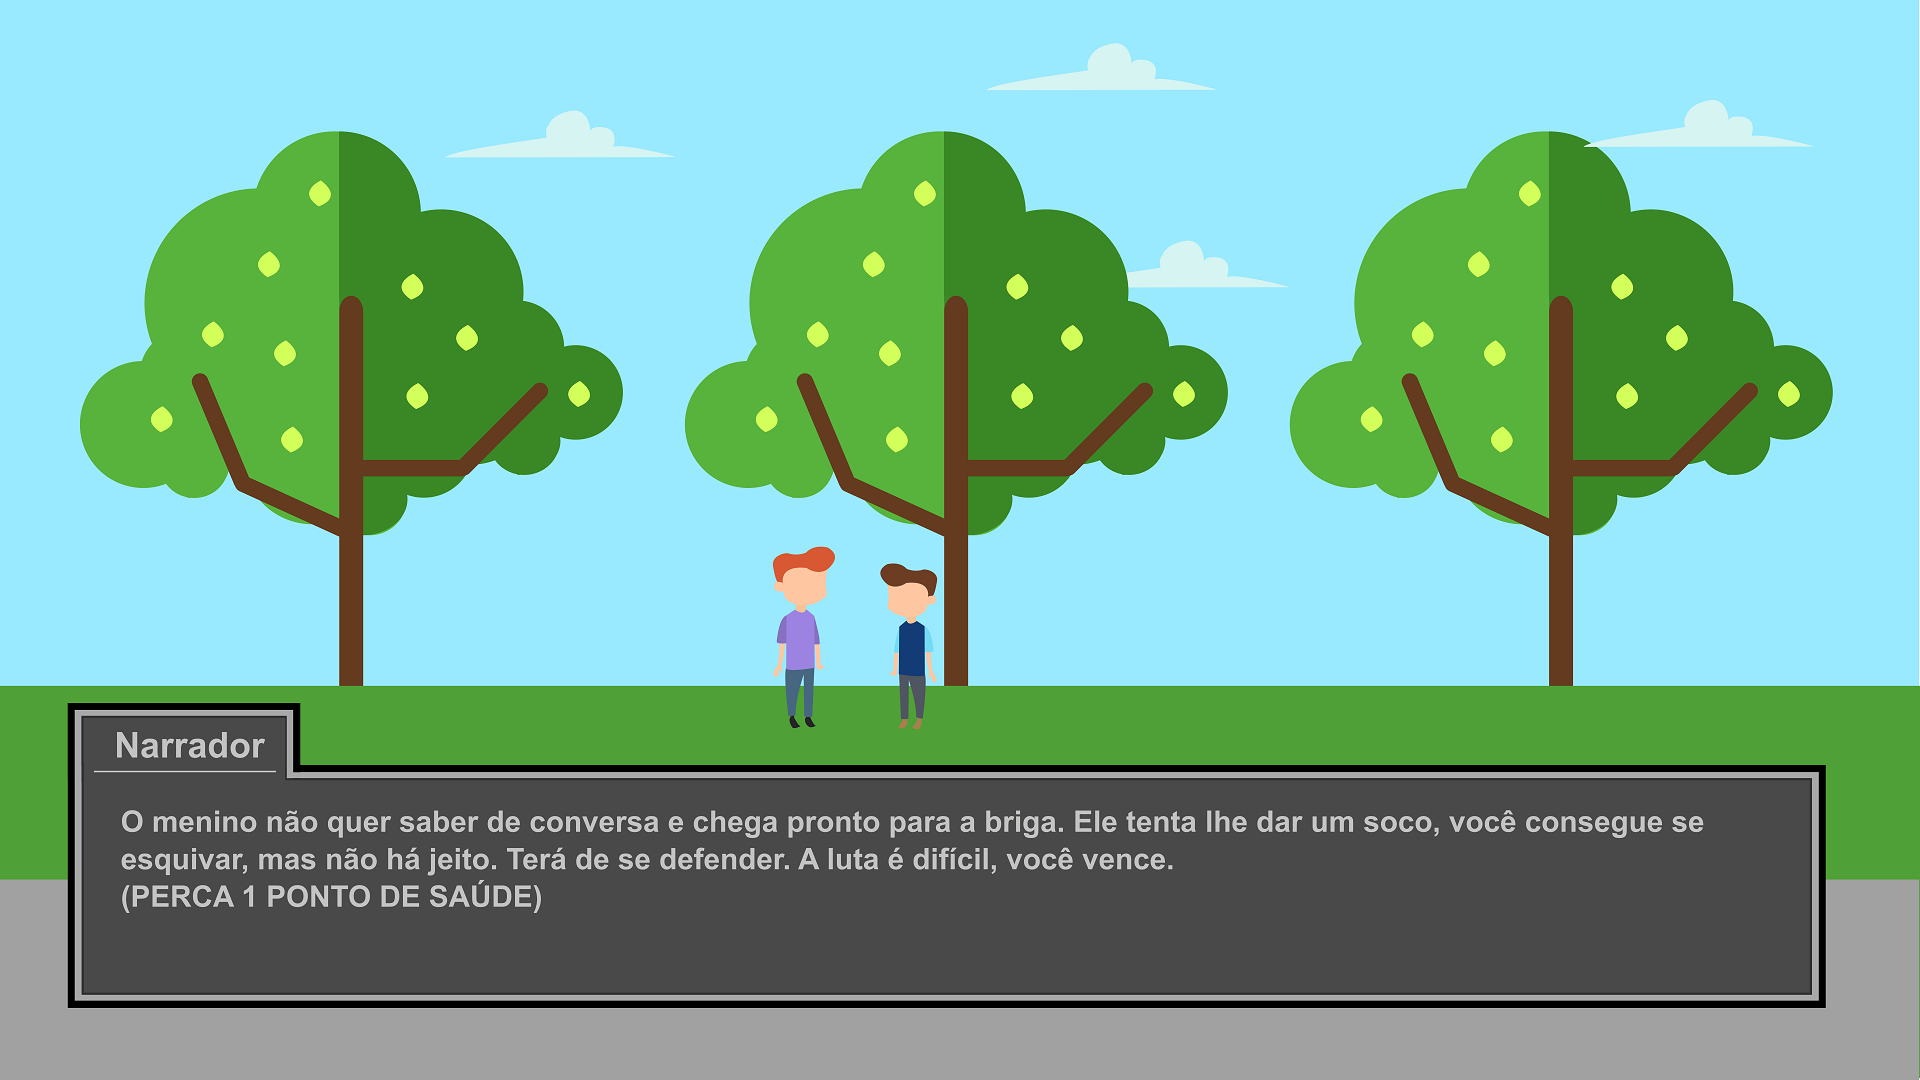 Narrador
O menino não quer saber de conversa e chega pronto para a briga. Ele tenta lhe dar um soco, você consegue se
esquivar, mas não há jeito. Terá de se defender. A luta é difícil, você vence.
(PERCA 1 PONTO DE SAÚDE)